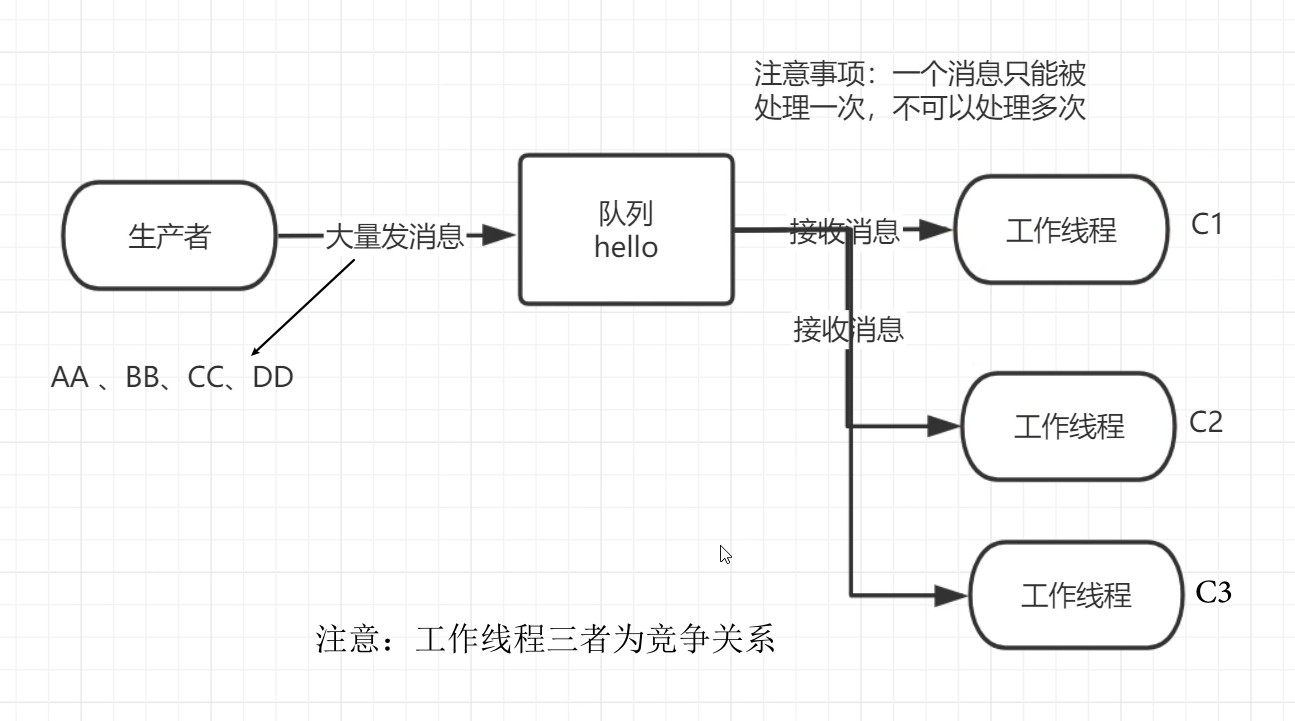 注意事项：一个消息只能被
处理一次，不可以处理多次
生产者
大量发消息
队列
hello
接收消息
工作线程
C1
接收消息
AA 、BB、CC、DD
工作线程
C2
工作线程
C3
注意：工作线程三者为竞争关系